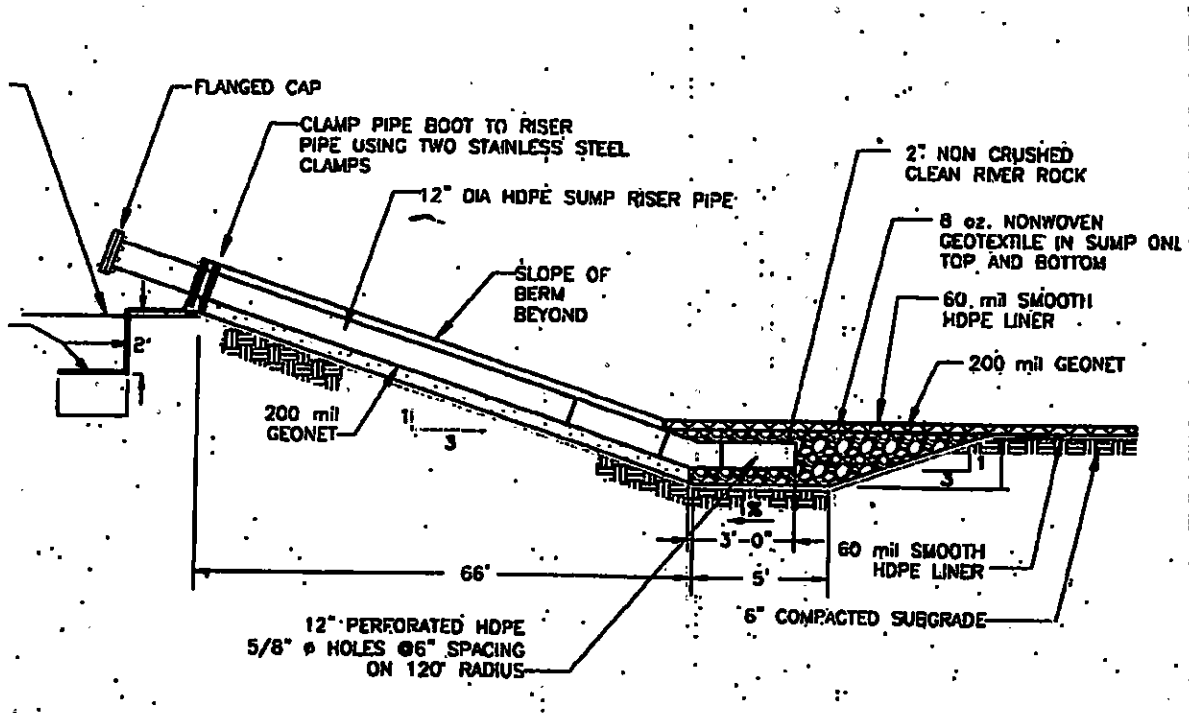 FLANGED CAP
CLAMP PIPE BOOT TO RISER
PIPE USING TWO STAINLESS STEEL
CLAMPS
12" DIA HDPE SUMP RISER PIPE
2" NON CRUSHED
CLEAN RIVER ROCK
8 oz. NONWOVEN
GEOTEXTILE IN SUMP ONL
TOP AND BOTTOM
SLOPE OF
BERM
BEYOND
60 mil SMOOTH
HDPE LINER
2'
200 mil GEONET
200 mil
GEONET
1
3
1
3
1%
3'-0"
60 mil SMOOTH
HDPE LINER
66'
5'
6" COMPACTED SUBGRADE
12" PERFORATED HDPE
5/8" ø HOLES @6" SPACING
ON 120° RADIUS